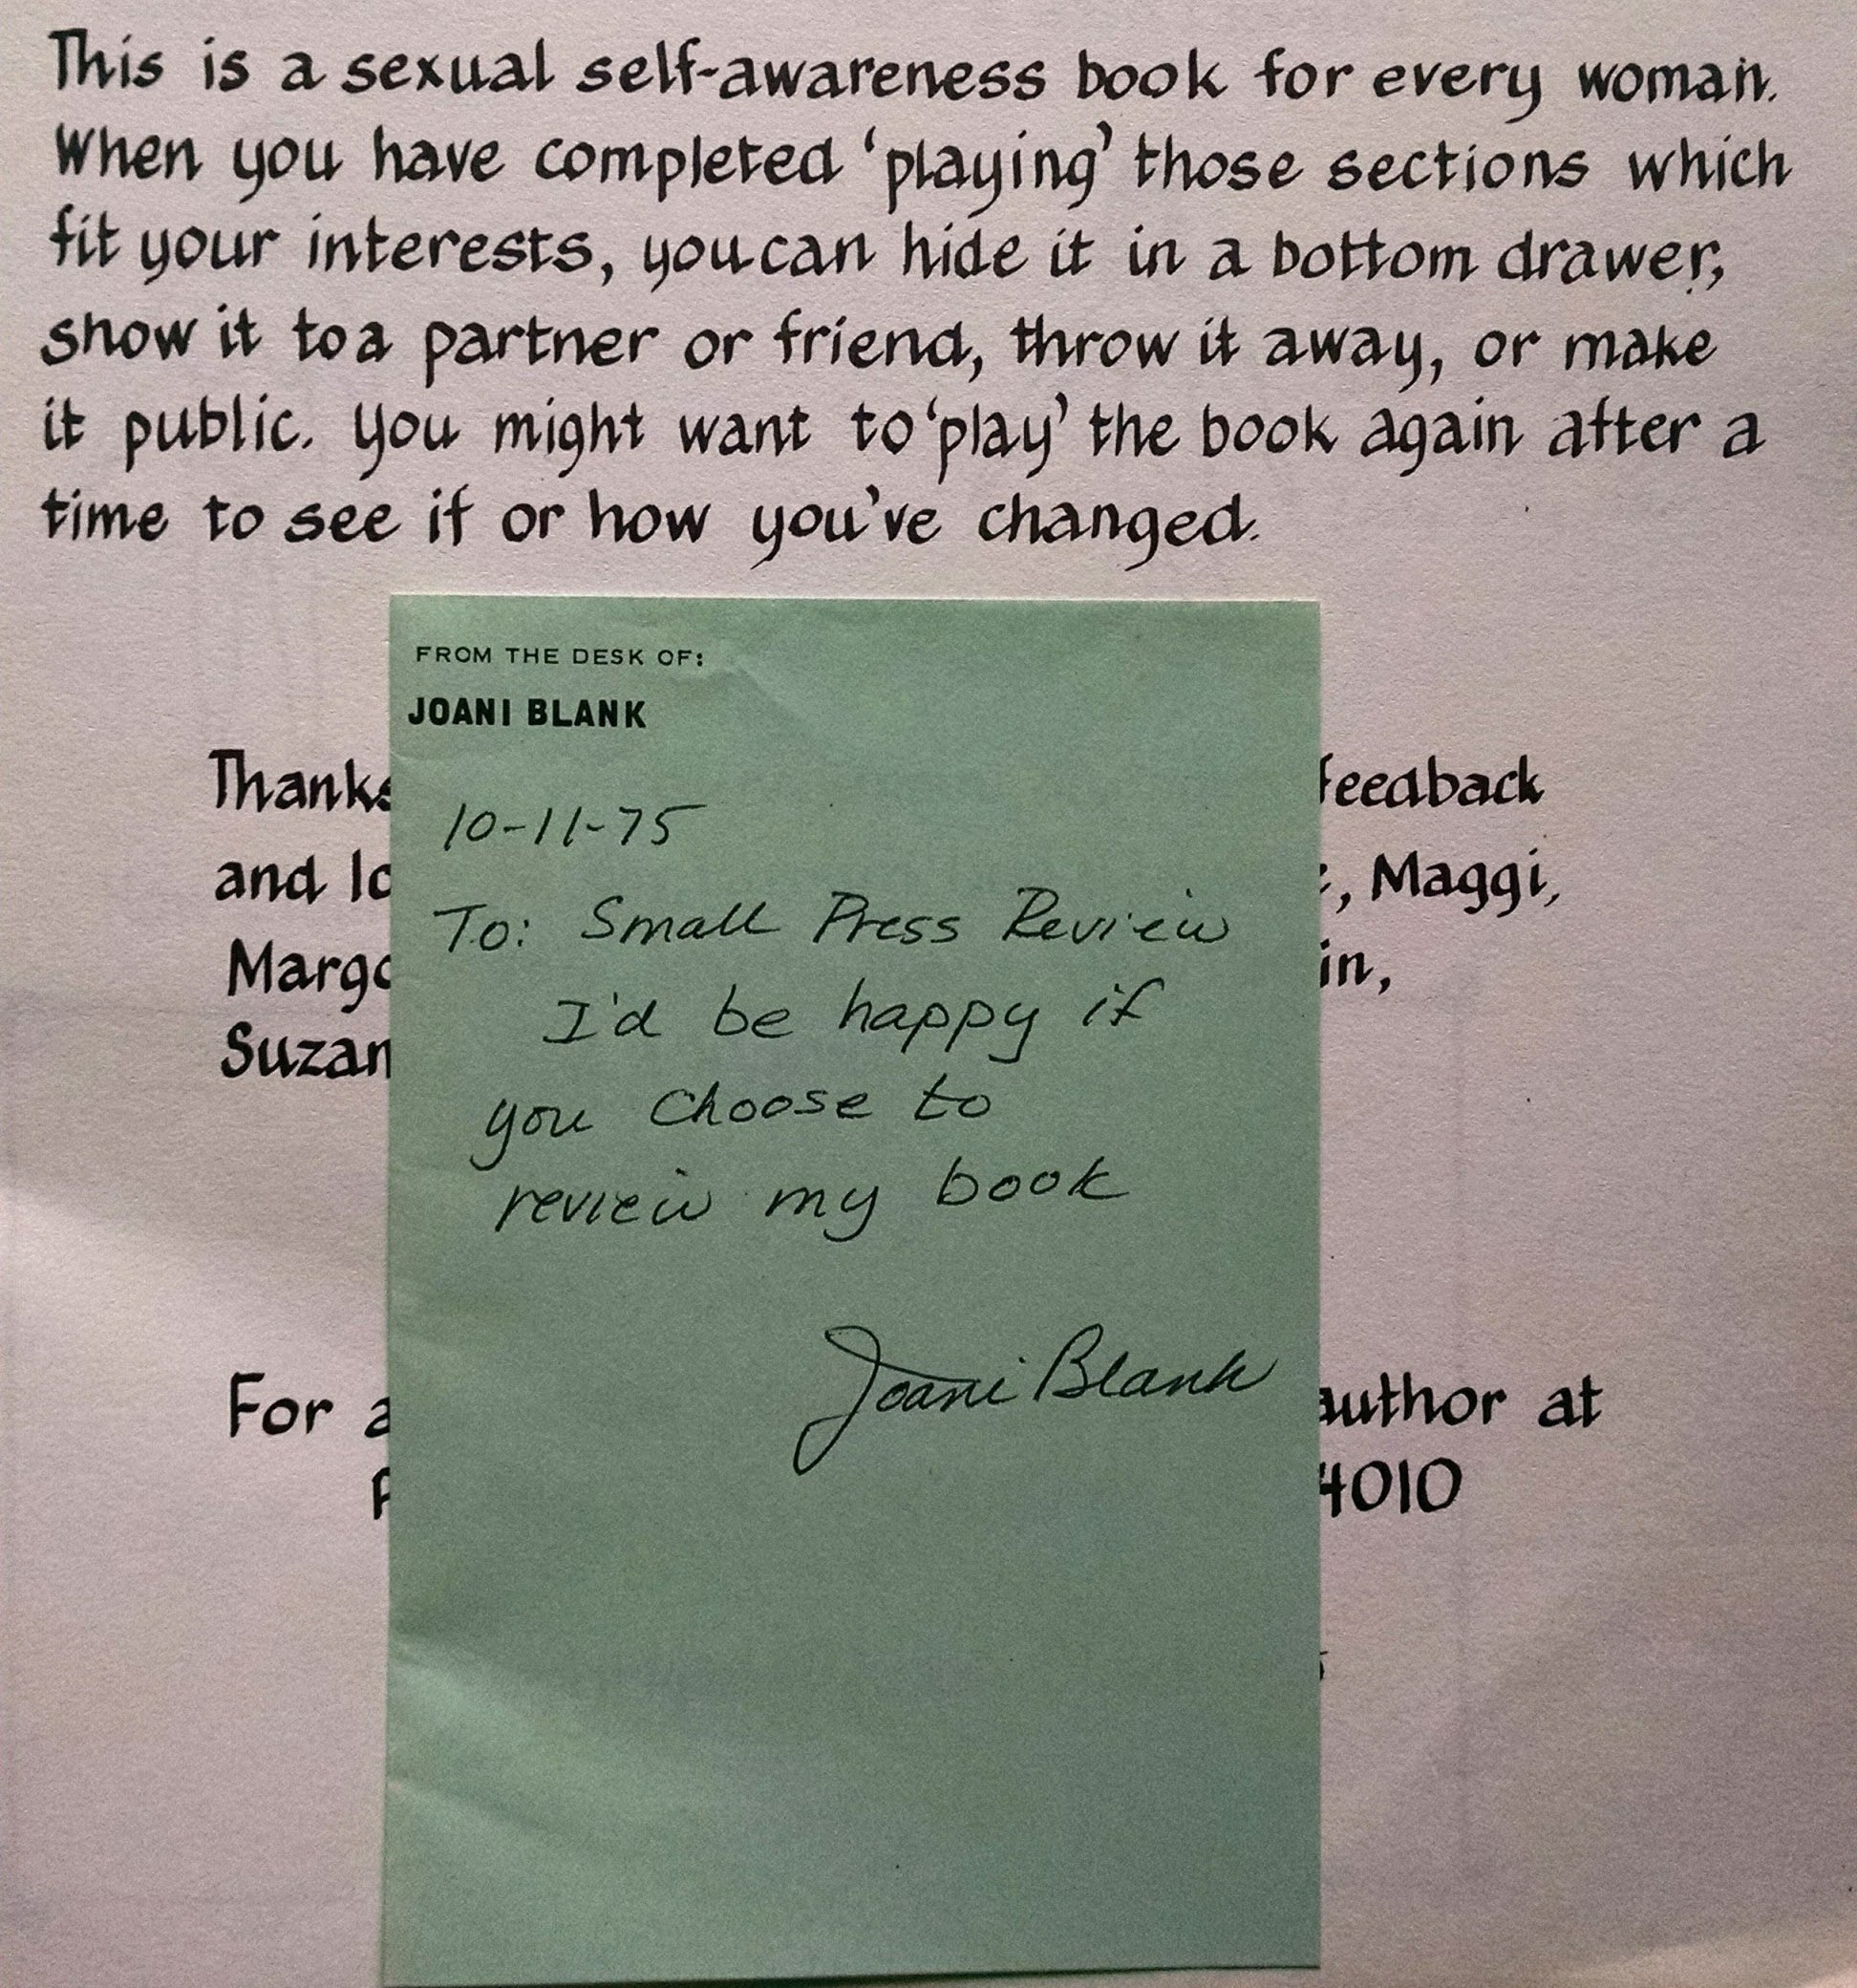 This is a sexual self-awareness book for every woman.
When you have completed 'playing' those sections which
fit your interests, you can hide it in a bottom drawer,
show it to a partner or friend, throw it away, or make
it public. You might want to 'play' the book again after a
time to see if or how you've changed.
FROM THE DESK OF:
JOANI BLANK
10-11-75
To: Small Press Review
I'd be happy if
you choose to
review my book
Joani Blank
Thanks feedback
and Maggi,
For author at
4010